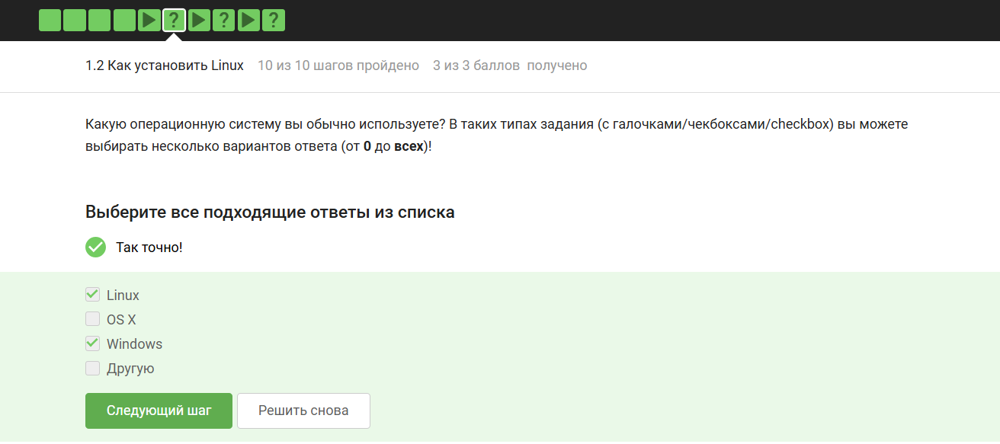 ? ? ?
1.2 Как установить Linux 10 из 10 шагов пройдено 3 из 3 баллов получено
Какую операционную систему вы обычно используете? В таких типах задания (с галочками/чекбоксами/checkbox) вы можете
выбирать несколько вариантов ответа (от 0 до всех)!
Выберите все подходящие ответы из списка
Так точно!
Linux
OS X
Windows
Другую
Следующий шаг Решить снова